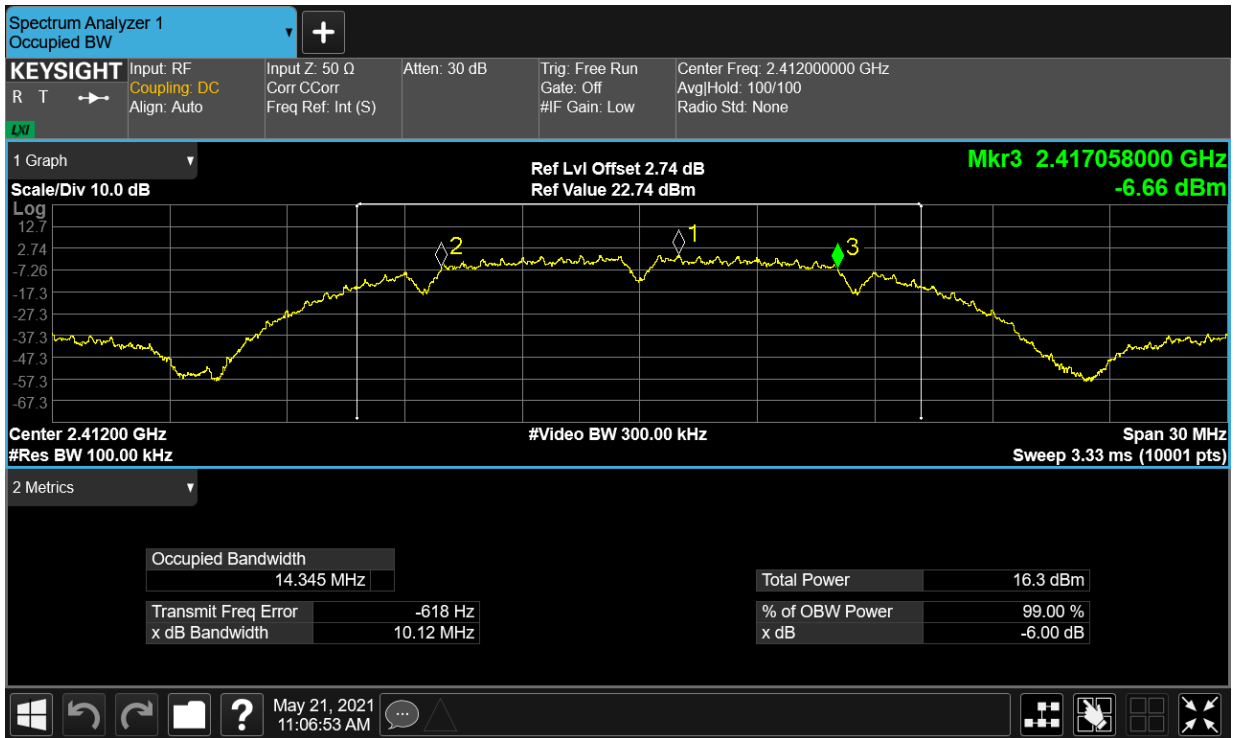 Spectrum Analyzer 1
Occupied BW
KEYSIGHT
R T
LXI
Input: RF
Coupling: DC
Align: Auto
Input Z: 50 Ω
Corr CCorr
Freq Ref: Int (S)
Atten: 30 dB
Trig: Free Run
Gate: Off
#IF Gain: Low
Center Freq: 2.412000000 GHz
Avg|Hold: 100/100
Radio Std: None
1 Graph
Scale/Div 10.0 dB
Ref Lvl Offset 2.74 dB
Ref Value 22.74 dBm
Mkr3 2.417058000 GHz
-6.66 dBm
Log
12.7
2.74
-7.26
-17.3
-27.3
-37.3
-47.3
-57.3
-67.3
2
1
3
Center 2.41200 GHz
#Video BW 300.00 kHz
Span 30 MHz
#Res BW 100.00 kHz
Sweep 3.33 ms (10001 pts)
2 Metrics
Occupied Bandwidth
14.345 MHz
Transmit Freq Error -618 Hz
x dB Bandwidth 10.12 MHz
Total Power 16.3 dBm
% of OBW Power 99.00 %
x dB -6.00 dB
?
May 21, 2021
11:06:53 AM